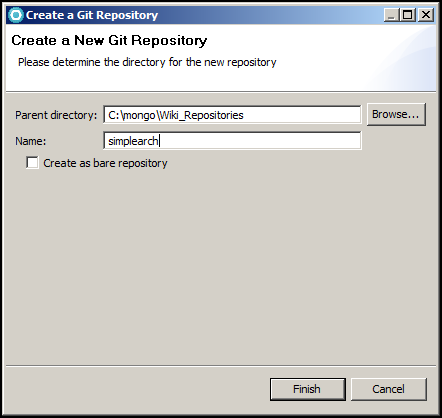 Create a Git Repository
Create a New Git Repository
Please determine the directory for the new repository
Parent directory: C:\mongo\Wiki_Repositories Browse...
Name: simplearch
Create as bare repository
Finish Cancel